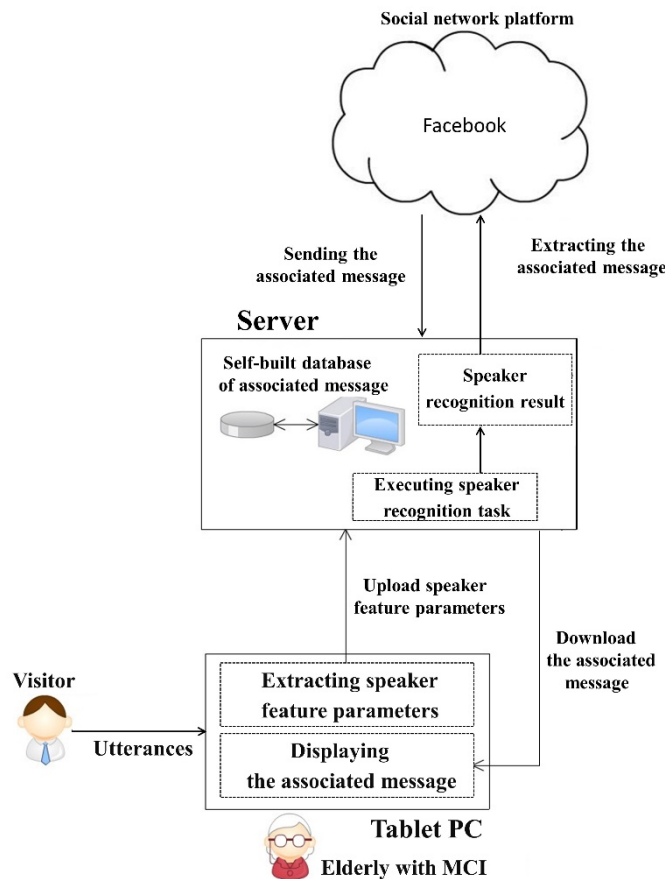 Social network platform
Facebook
Sending the
associated message
Extracting the
associated message
Server
Self-built database
of associated message
Speaker
recognition result
Executing speaker
recognition task
Upload speaker
feature parameters
Download
the associated
message
Visitor
Utterances
Extracting speaker
feature parameters
Displaying
the associated message
Tablet PC
Elderly with MCI